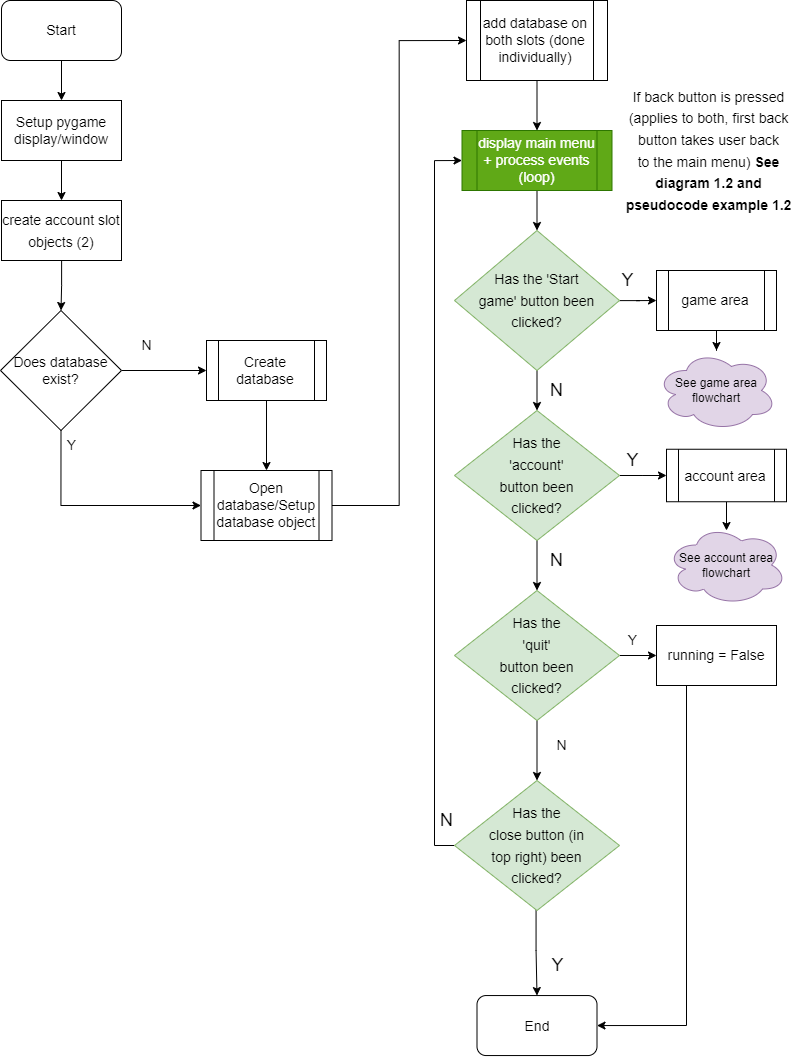 Start
Setup pygame
display/window
create account slot
objects (2)
Does database
exist?
N
Y
Create
database
Open
database/Setup
database object
add database on
both slots (done
individually)
display main menu
+ process events
(loop)
If back button is pressed
(applies to both, first back
button takes user back
to the main menu) See
diagram 1.2 and
pseudocode example 1.2
Has the 'Start
game' button been
clicked?
Y
game area
See game area
flowchart
N
Has the
'account'
button been
clicked?
Y
account area
See account area
flowchart
N
Has the
'quit'
button been
clicked?
Y
running = False
N
Has the
close button (in
top right) been
clicked?
N
Y
End